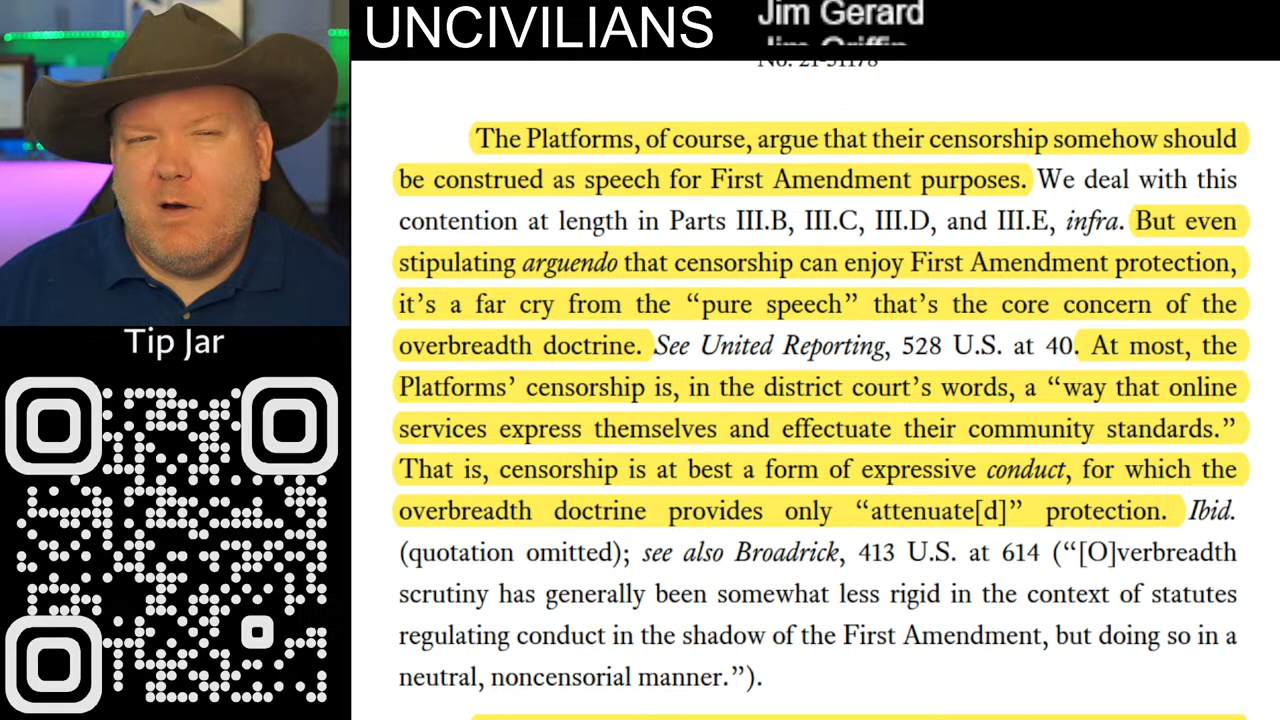 UNCIVILIANS
Jim Gerard
Jim Griffin
No. 21-51178
The Platforms, of course, argue that their censorship somehow should
be construed as speech for First Amendment purposes. We deal with this
contention at length in Parts III.B, III.C, III.D, and III.E, infra. But even
stipulating arguendo that censorship can enjoy First Amendment protection,
it’s a far cry from the “pure speech” that’s the core concern of the
overbreadth doctrine. See United Reporting, 528 U.S. at 40. At most, the
Platforms’ censorship is, in the district court’s words, a “way that online
services express themselves and effectuate their community standards.”
That is, censorship is at best a form of expressive conduct, for which the
overbreadth doctrine provides only “attenuate[d]” protection. Ibid.
(quotation omitted); see also Broadrick, 413 U.S. at 614 (“[O]verbreadth
scrutiny has generally been somewhat less rigid in the context of statutes
regulating conduct in the shadow of the First Amendment, but doing so in a
neutral, noncensorial manner.”).
Tip Jar